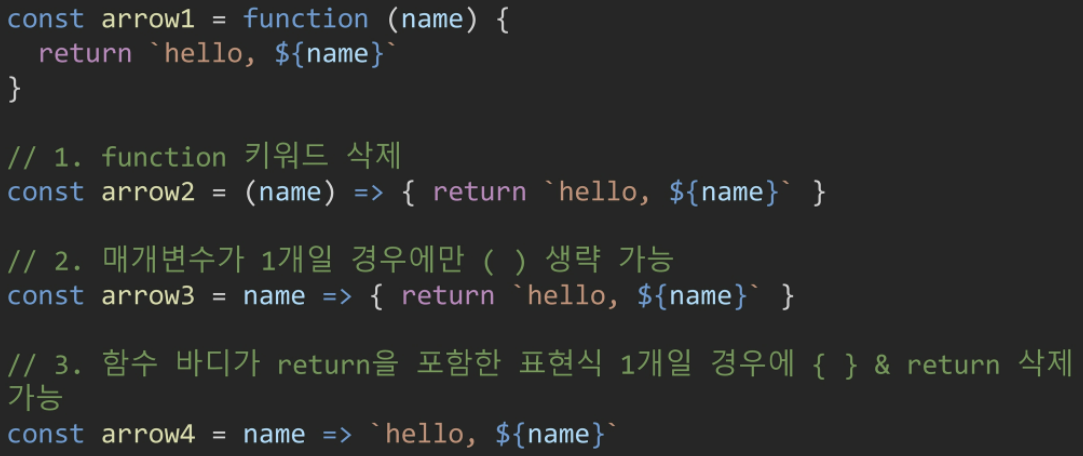 const arrow1 = function (name) {
  return `hello, ${name}`
}
// 1. function 키워드 삭제
const arrow2 = (name) => { return `hello, ${name}` }
// 2. 매개변수가 1개일 경우에만 ( ) 생략 가능
const arrow3 = name => { return `hello, ${name}` }
// 3. 함수 바디가 return을 포함한 표현식 1개일 경우에 { } & return 삭제
가능
const arrow4 = name => `hello, ${name}`